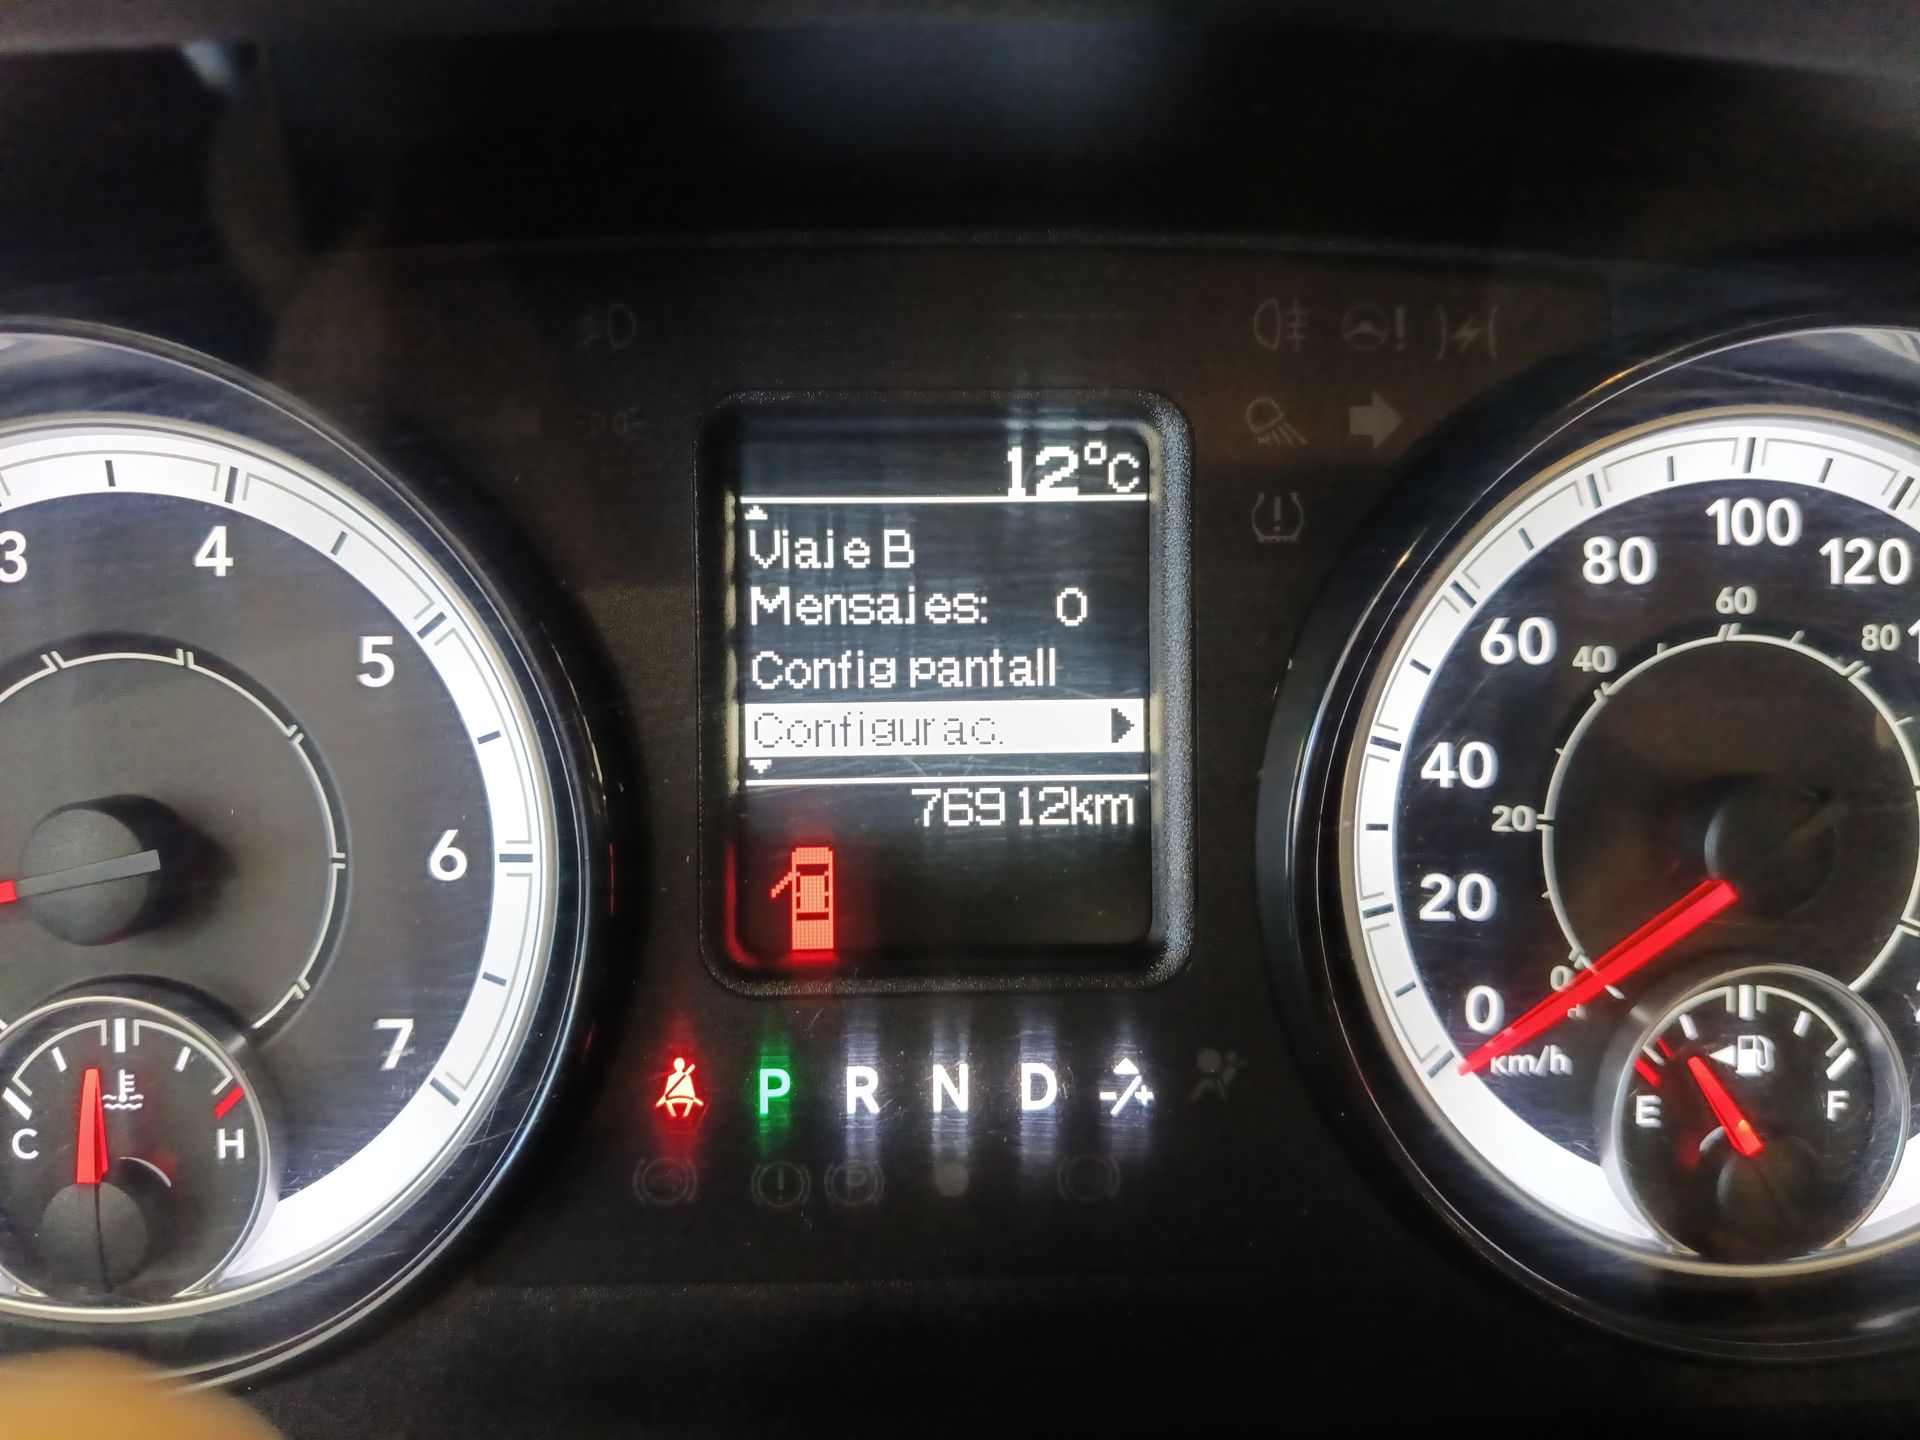 12°C
Viaje B
Mensajes: 0
Config pantall
Configurac.
76912km
P R N D -/+
3 4 5 6 7
C H
0 20 40 60 80 100 120
0 20 40 60 80
km/h
E F